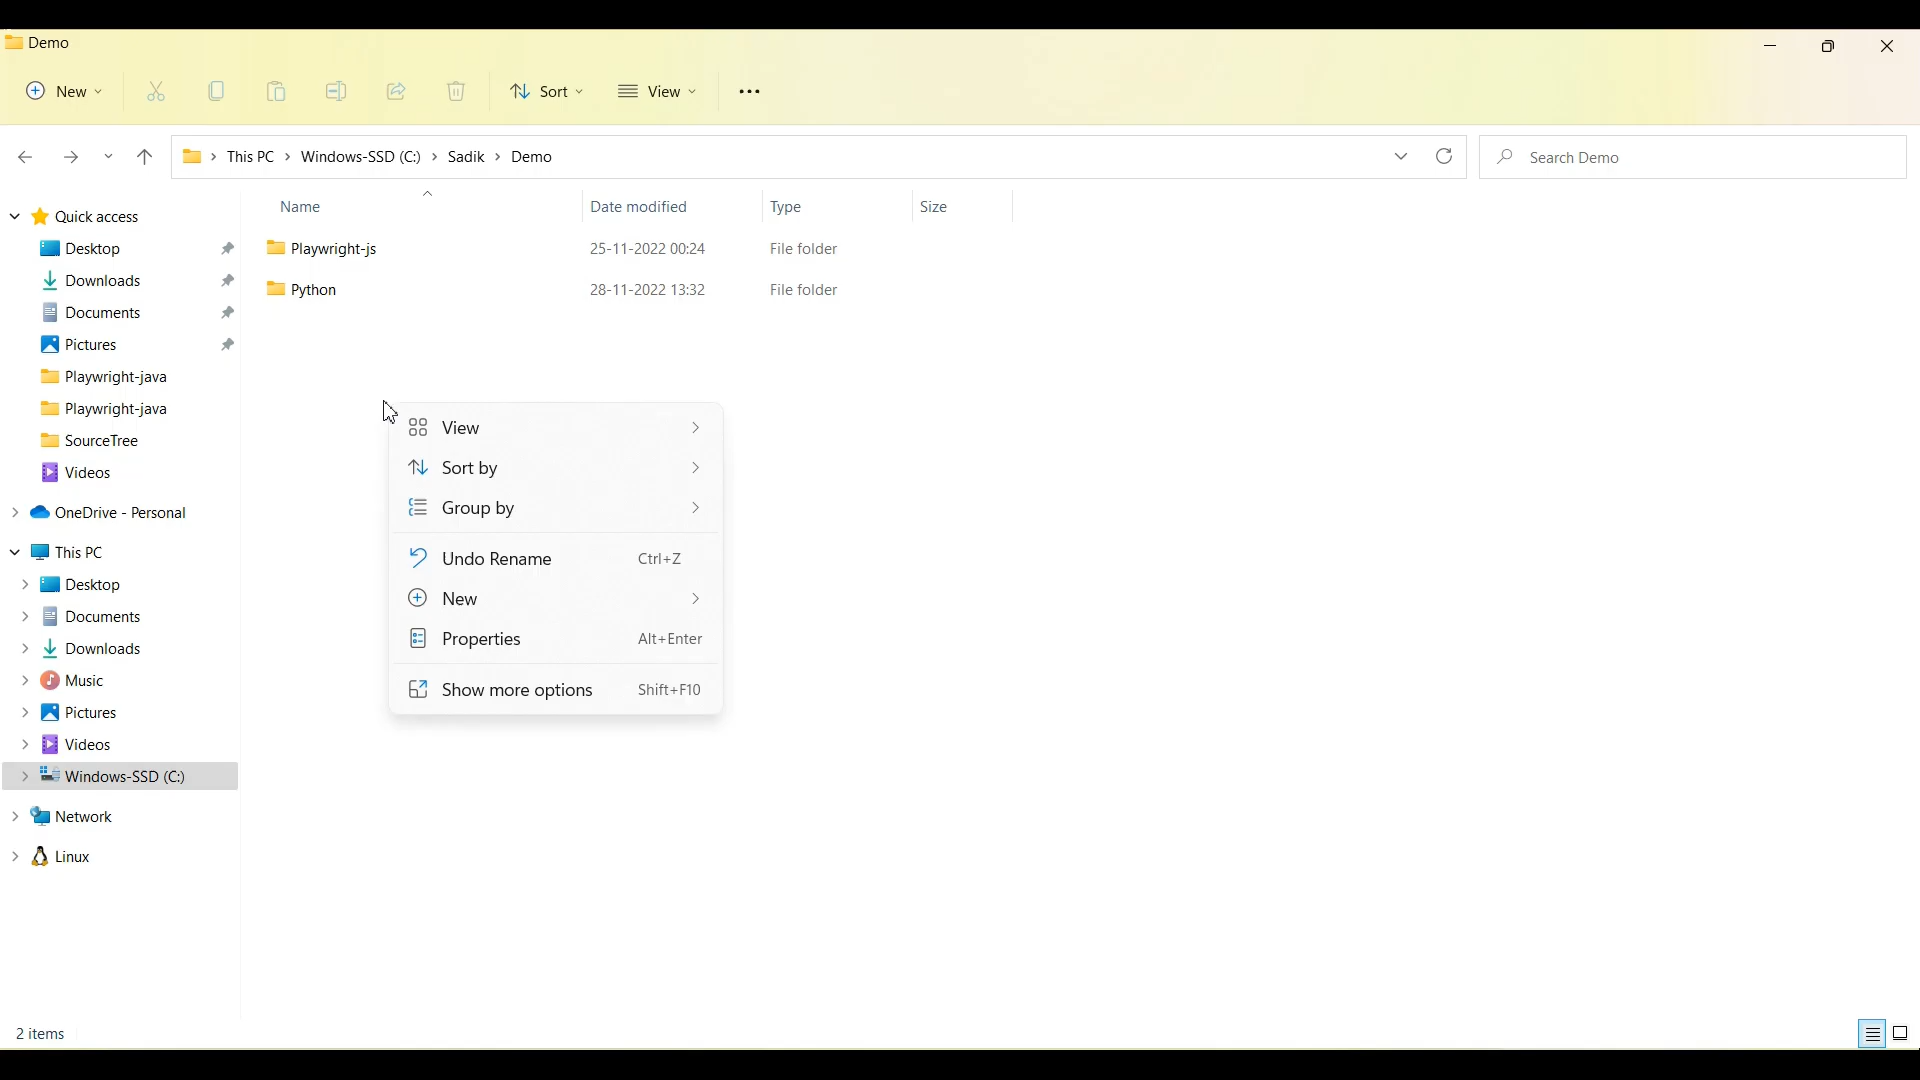 Demo
New
Sort
View
This PC > Windows-SSD (C:) > Sadik > Demo
Search Demo
Quick access
Desktop
Downloads
Documents
Pictures
Playwright-java
Playwright-java
SourceTree
Videos
OneDrive - Personal
This PC
Desktop
Documents
Downloads
Music
Pictures
Videos
Windows-SSD (C:)
Network
Linux
Name Date modified Type Size
Playwright-js 25-11-2022 00:24 File folder
Python 28-11-2022 13:32 File folder
View
Sort by
Group by
Undo Rename Ctrl+Z
New
Properties Alt+Enter
Show more options Shift+F10
2 items